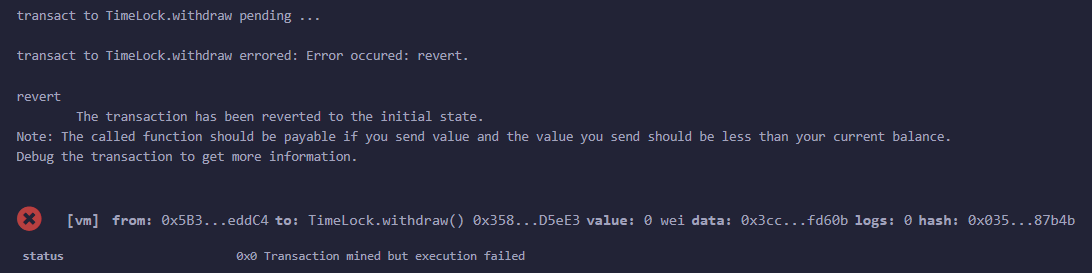 transact to TimeLock.withdraw pending ...
transact to TimeLock.withdraw errored: Error occured: revert.
revert
The transaction has been reverted to the initial state.
Note: The called function should be payable if you send value and the value you send should be less than your current balance.
Debug the transaction to get more information.
[vm] from: 0x5B3...eddC4 to: TimeLock.withdraw() 0x358...D5eE3 value: 0 wei data: 0x3cc...fd60b logs: 0 hash: 0x035...87b4b
status 0x0 Transaction mined but execution failed